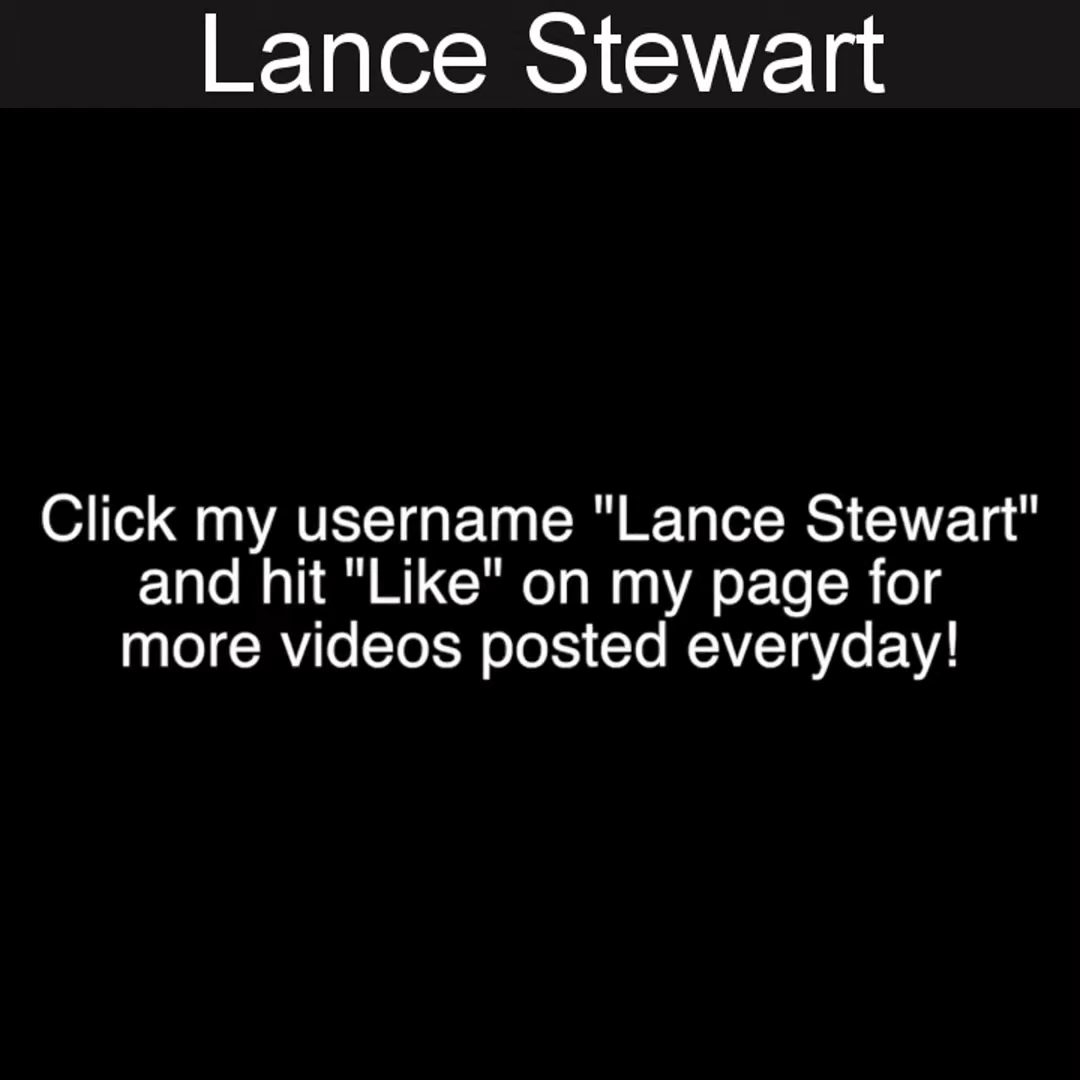 Lance Stewart
Click my username "Lance Stewart"
and hit "Like" on my page for
more videos posted everyday!